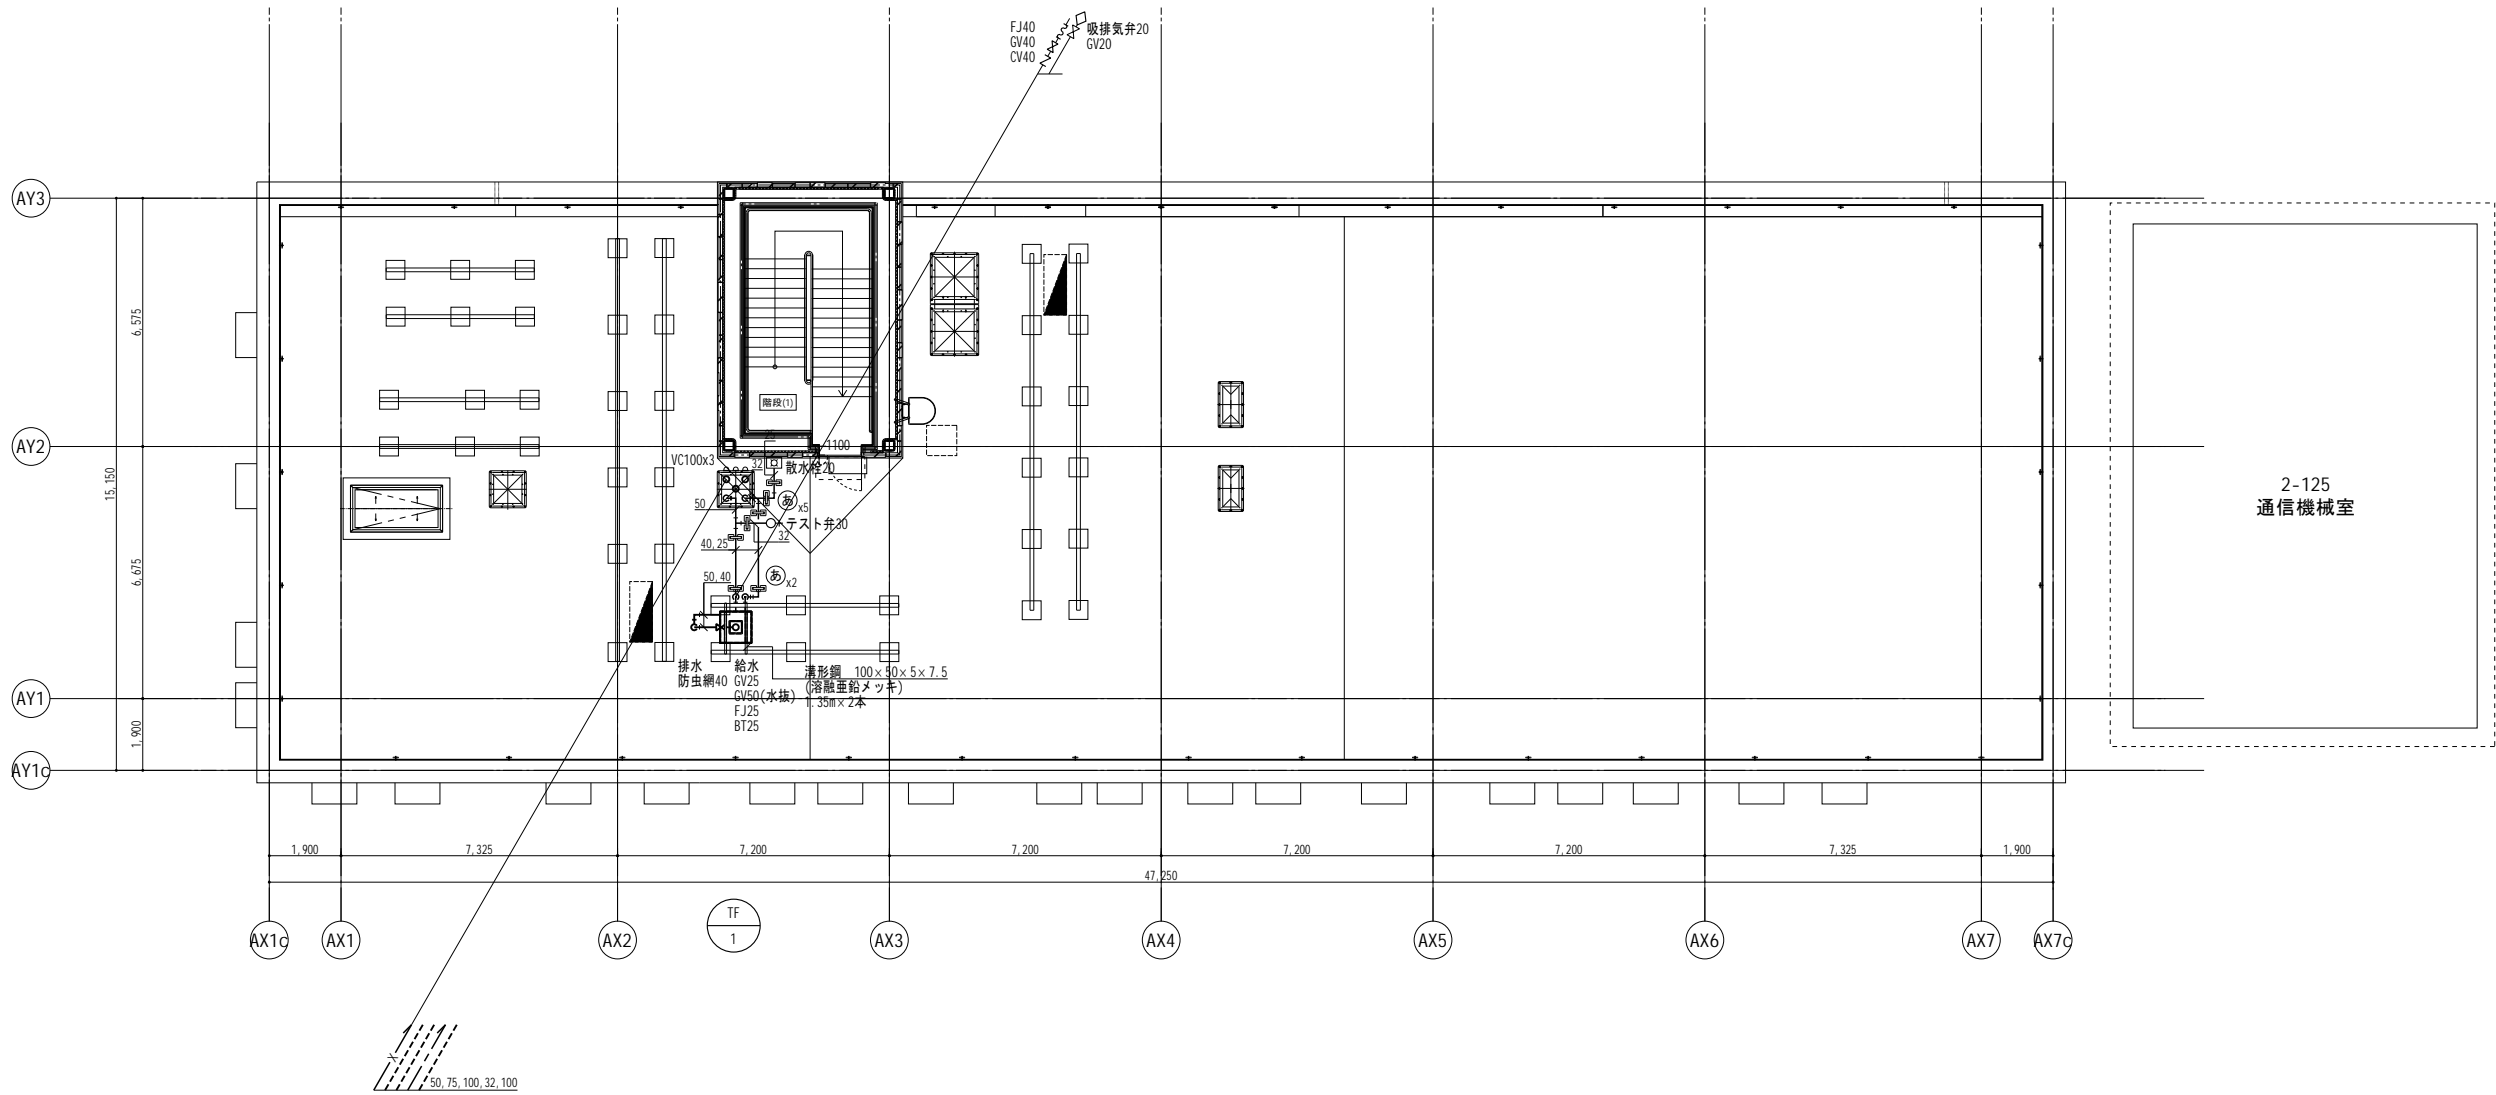 FJ40
GV40
CV40
吸排気弁20
GV20
AY3
AY2
AY1
AY1c
6,575
6,675
1,900
15,150
階段(1)
25
1100
VC100x3
32
散水栓20
あ
x5
50
テスト弁30
32
40,25
あ
x2
50,40
排水
防虫網40
給水
GV25
GV50(水抜)
FJ25
BT25
溝形鋼 100×50×5×7.5
(溶融亜鉛メッキ)
1.35m×2本
2-125
通信機械室
1,900
7,325
7,200
7,200
7,200
7,200
7,325
1,900
47,250
TF
1
AX1c
AX1
AX2
AX3
AX4
AX5
AX6
AX7
AX7c
50,75,100,32,100